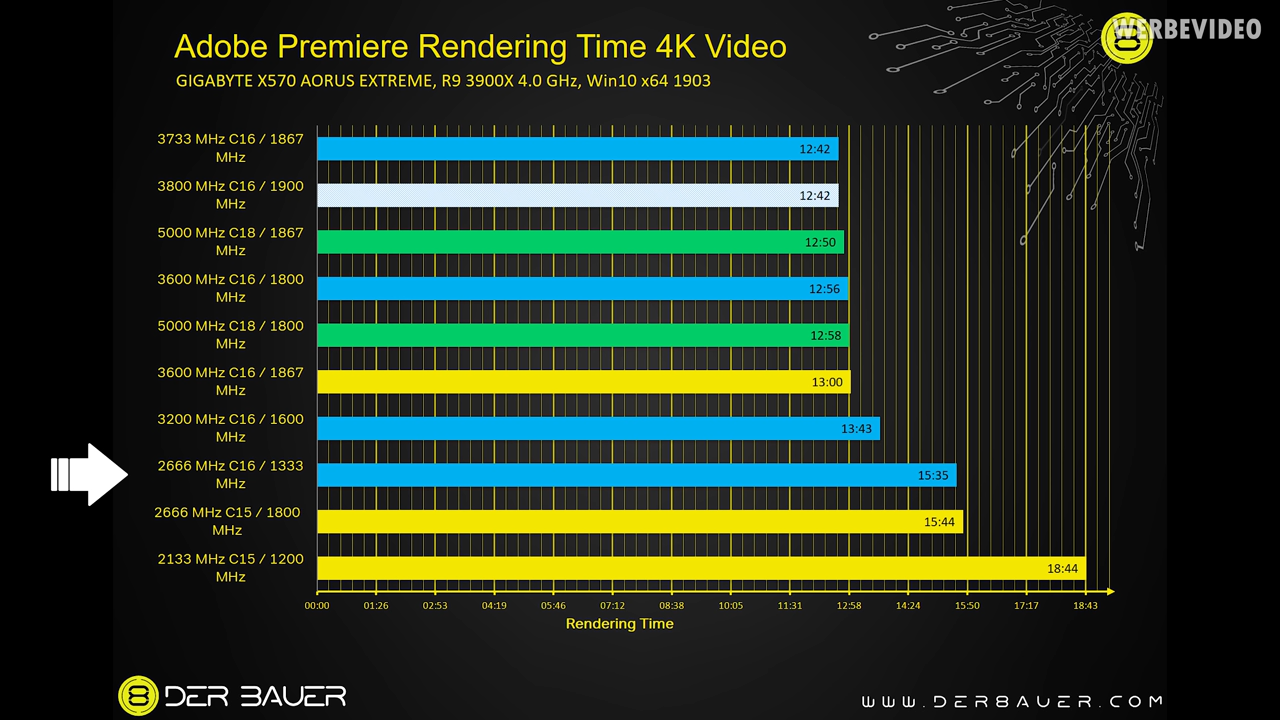 WERBEVIDEO
Adobe Premiere Rendering Time 4K Video
GIGABYTE X570 AORUS EXTREME, R9 3900X 4.0 GHz, Win10 x64 1903
3733 MHz C16 / 1867
MHz
12:42
3800 MHz C16 / 1900
MHz
12:42
5000 MHz C18 / 1867
MHz
12:50
3600 MHz C16 / 1800
MHz
12:56
5000 MHz C18 / 1800
MHz
12:58
3600 MHz C16 / 1867
MHz
13:00
3200 MHz C16 / 1600
MHz
13:43
2666 MHz C16 / 1333
MHz
15:35
2666 MHz C15 / 1800
MHz
15:44
2133 MHz C15 / 1200
MHz
18:44
00:00 01:26 02:53 04:19 05:46 07:12 08:38 10:05 11:31 12:58 14:24 15:50 17:17 18:43
Rendering Time
8 DER BAUER
WWW.DER8AUER.COM